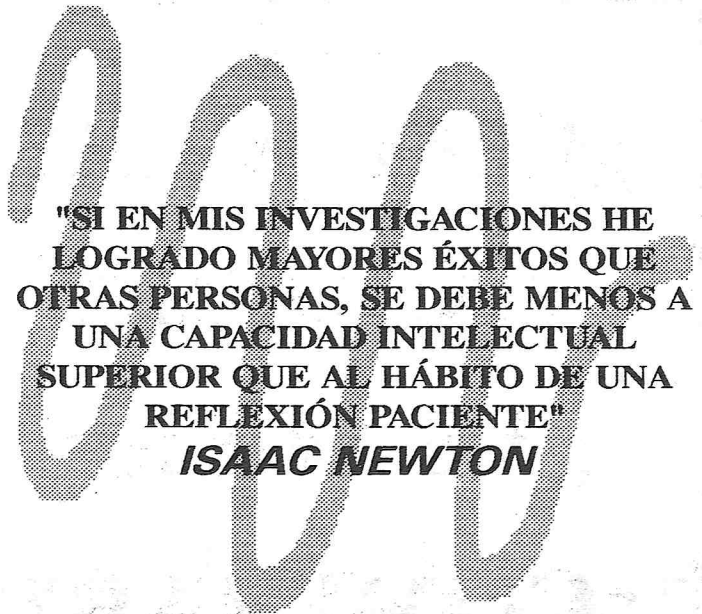 "SI EN MIS INVESTIGACIONES HE
LOGRADO MAYORES ÉXITOS QUE
OTRAS PERSONAS, SE DEBE MENOS A
UNA CAPACIDAD INTELECTUAL
SUPERIOR QUE AL HÁBITO DE UNA
REFLEXIÓN PACIENTE"
ISAAC NEWTON